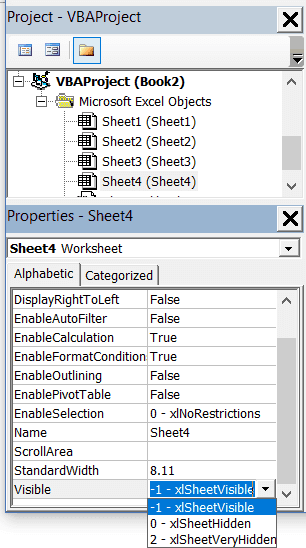 Project - VBAProject
VBAProject (Book2)
Microsoft Excel Objects
Sheet1 (Sheet1)
Sheet2 (Sheet2)
Sheet3 (Sheet3)
Sheet4 (Sheet4)
Properties - Sheet4
Sheet4 Worksheet
Alphabetic Categorized
DisplayRightToLeft False
EnableAutoFilter False
EnableCalculation True
EnableFormatCondition True
EnableOutlining False
EnablePivotTable False
EnableSelection 0 - xlNoRestrictions
Name Sheet4
ScrollArea
StandardWidth 8.11
Visible -1 - xlSheetVisible
-1 - xlSheetVisible
0 - xlSheetHidden
2 - xlSheetVeryHidden